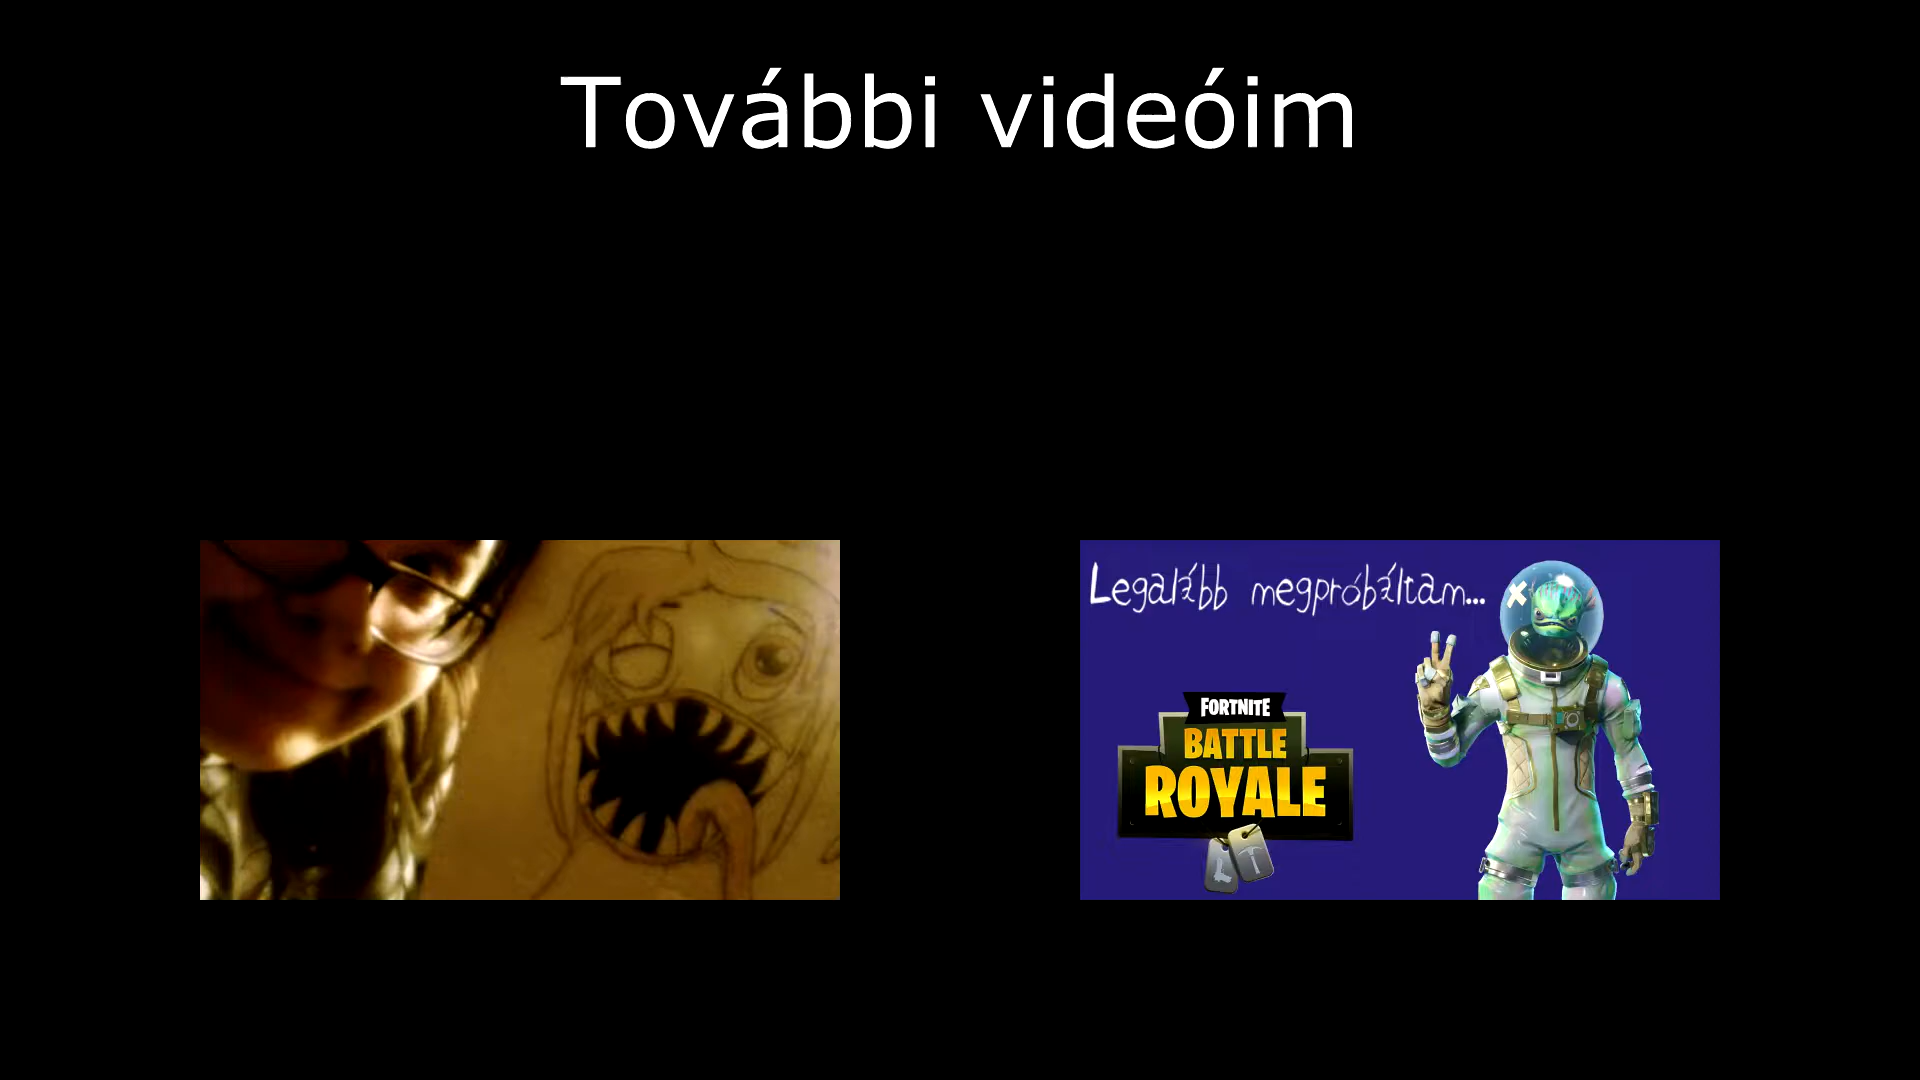 További videóim
Legalább megpróbáltam...
FORTNITE
BATTLE
ROYALE